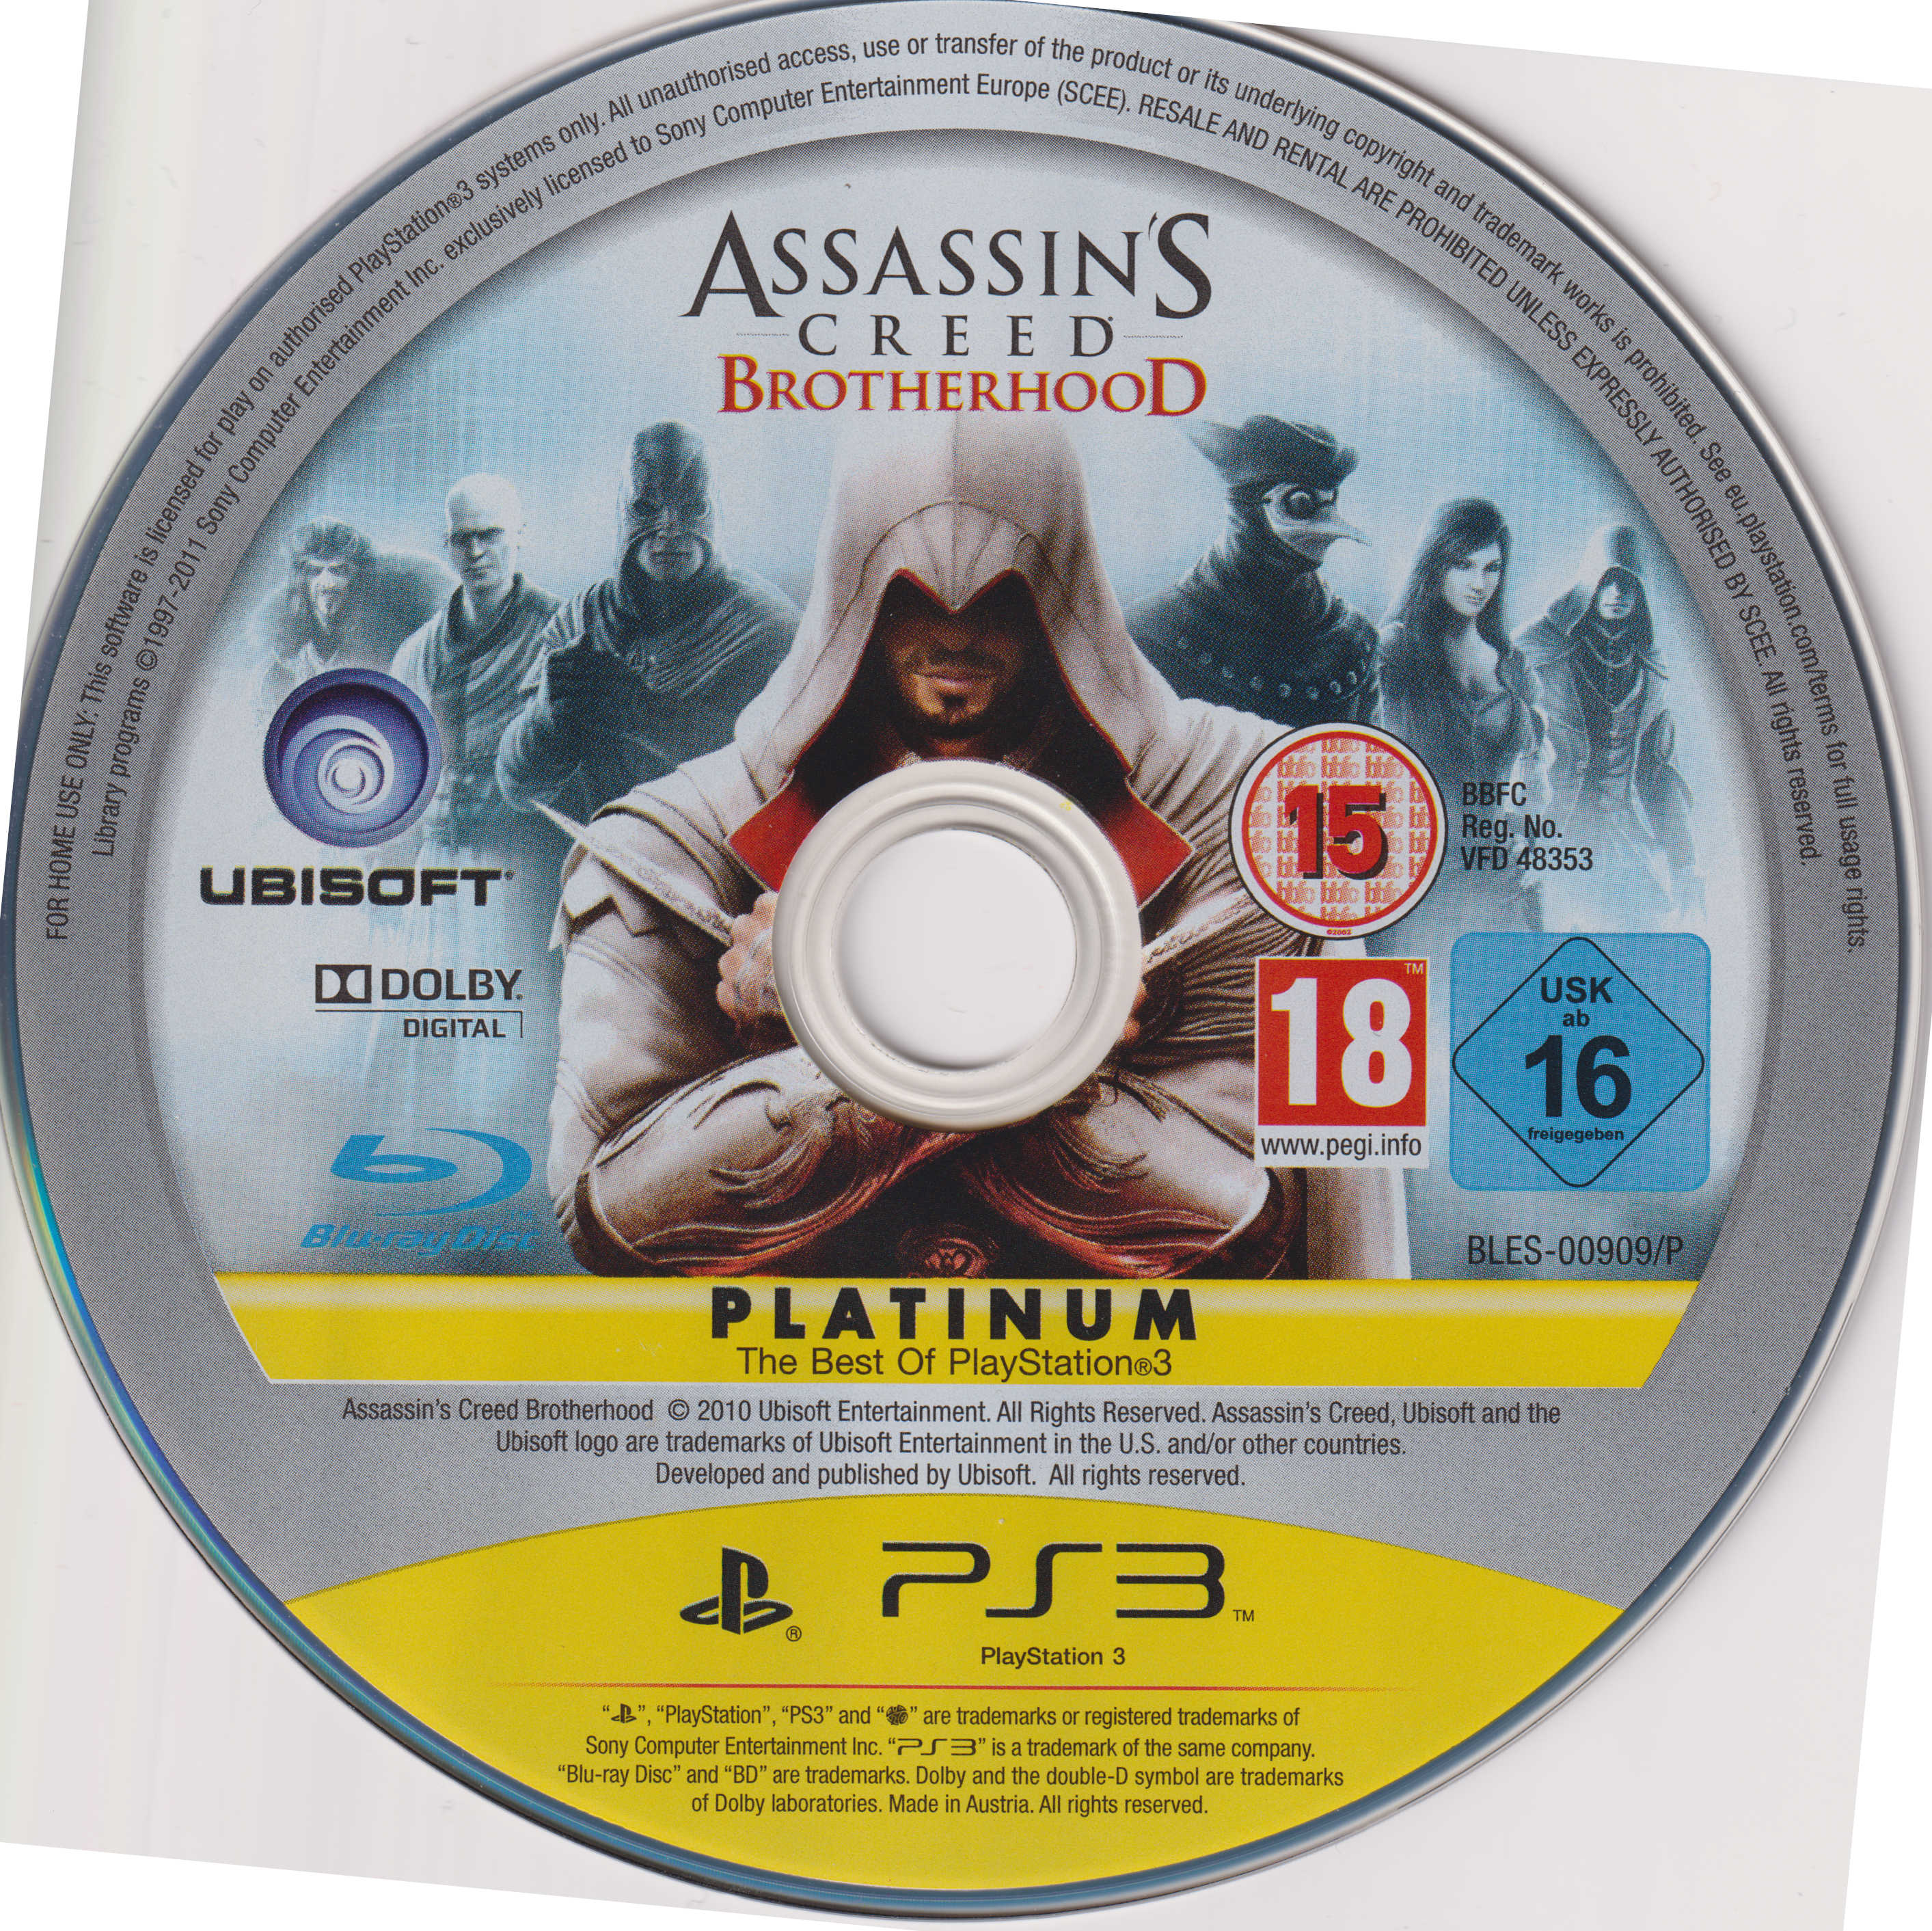 FOR HOME USE ONLY: This software is licensed for play on authorised PlayStation®3 systems only. All unauthorised access, use or transfer of the product or its underlying copyright and trademark works is prohibited. See eu.playstation.com/terms for full usage rights.
Library programs ©1997-2011 Sony Computer Entertainment Inc. exclusively licensed to Sony Computer Entertainment Europe (SCEE). RESALE AND RENTAL ARE PROHIBITED UNLESS EXPRESSLY AUTHORISED BY SCEE. All rights reserved.
ASSASSIN'S
CREED
BROTHERHOOD
UBISOFT
DOLBY
DIGITAL
Blu-ray Disc
15
©2002
BBFC
Reg. No.
VFD 48353
18™
www.pegi.info
USK
ab
16
freigegeben
BLES-00909/P
PLATINUM
The Best Of PlayStation®3
Assassin's Creed Brotherhood © 2010 Ubisoft Entertainment. All Rights Reserved. Assassin's Creed, Ubisoft and the
Ubisoft logo are trademarks of Ubisoft Entertainment in the U.S. and/or other countries.
Developed and published by Ubisoft. All rights reserved.
® PS3™
PlayStation 3
“ ”, “PlayStation”, “PS3” and “ ” are trademarks or registered trademarks of
Sony Computer Entertainment Inc. “PS3” is a trademark of the same company.
“Blu-ray Disc” and “BD” are trademarks. Dolby and the double-D symbol are trademarks
of Dolby laboratories. Made in Austria. All rights reserved.